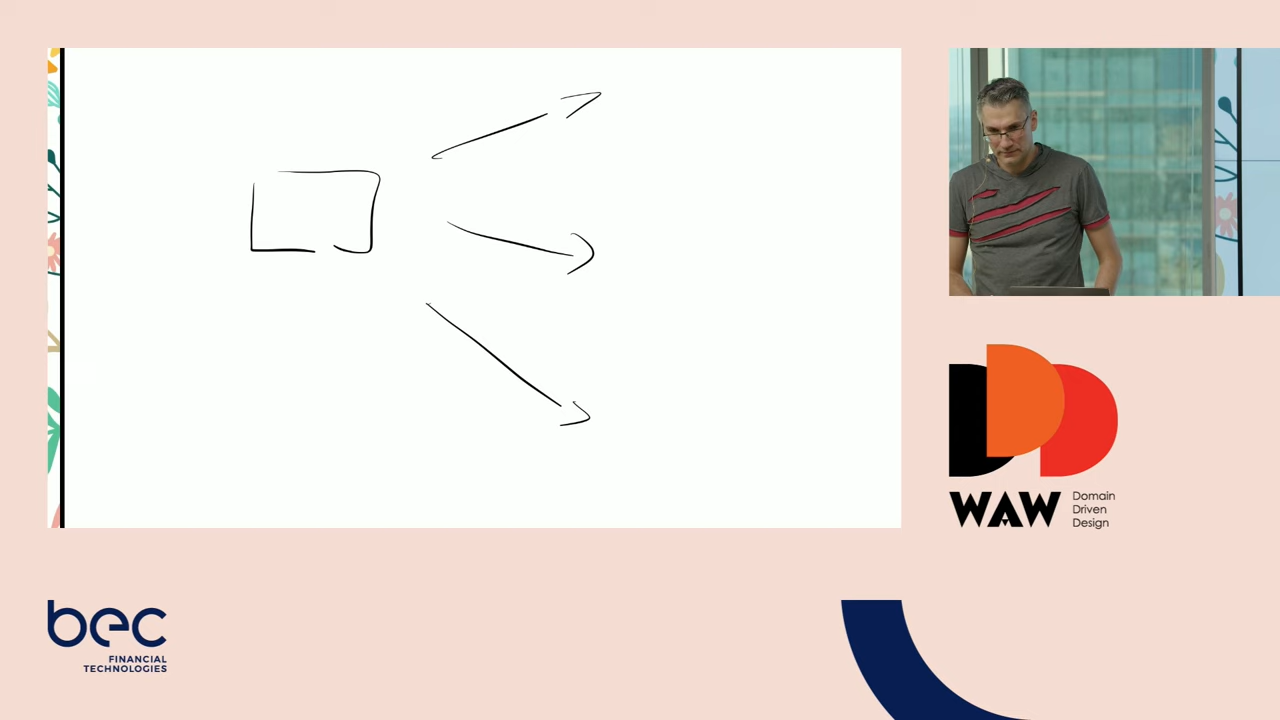 WAW
Domain
Driven
Design
bec
FINANCIAL
TECHNOLOGIES